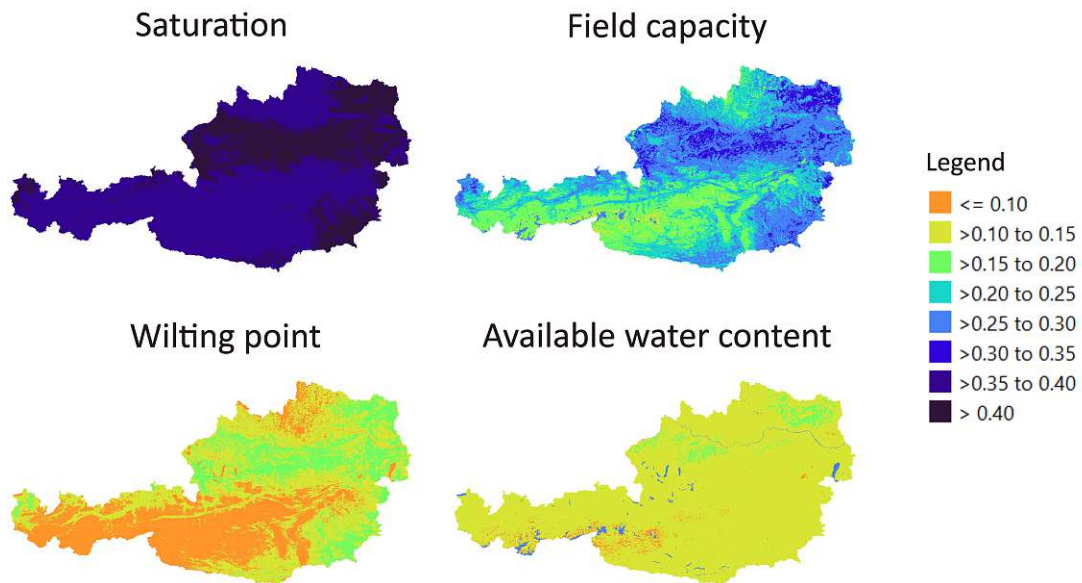 Saturation
Field capacity
Legend
<= 0.10
>0.10 to 0.15
>0.15 to 0.20
>0.20 to 0.25
>0.25 to 0.30
>0.30 to 0.35
>0.35 to 0.40
> 0.40
Wilting point
Available water content